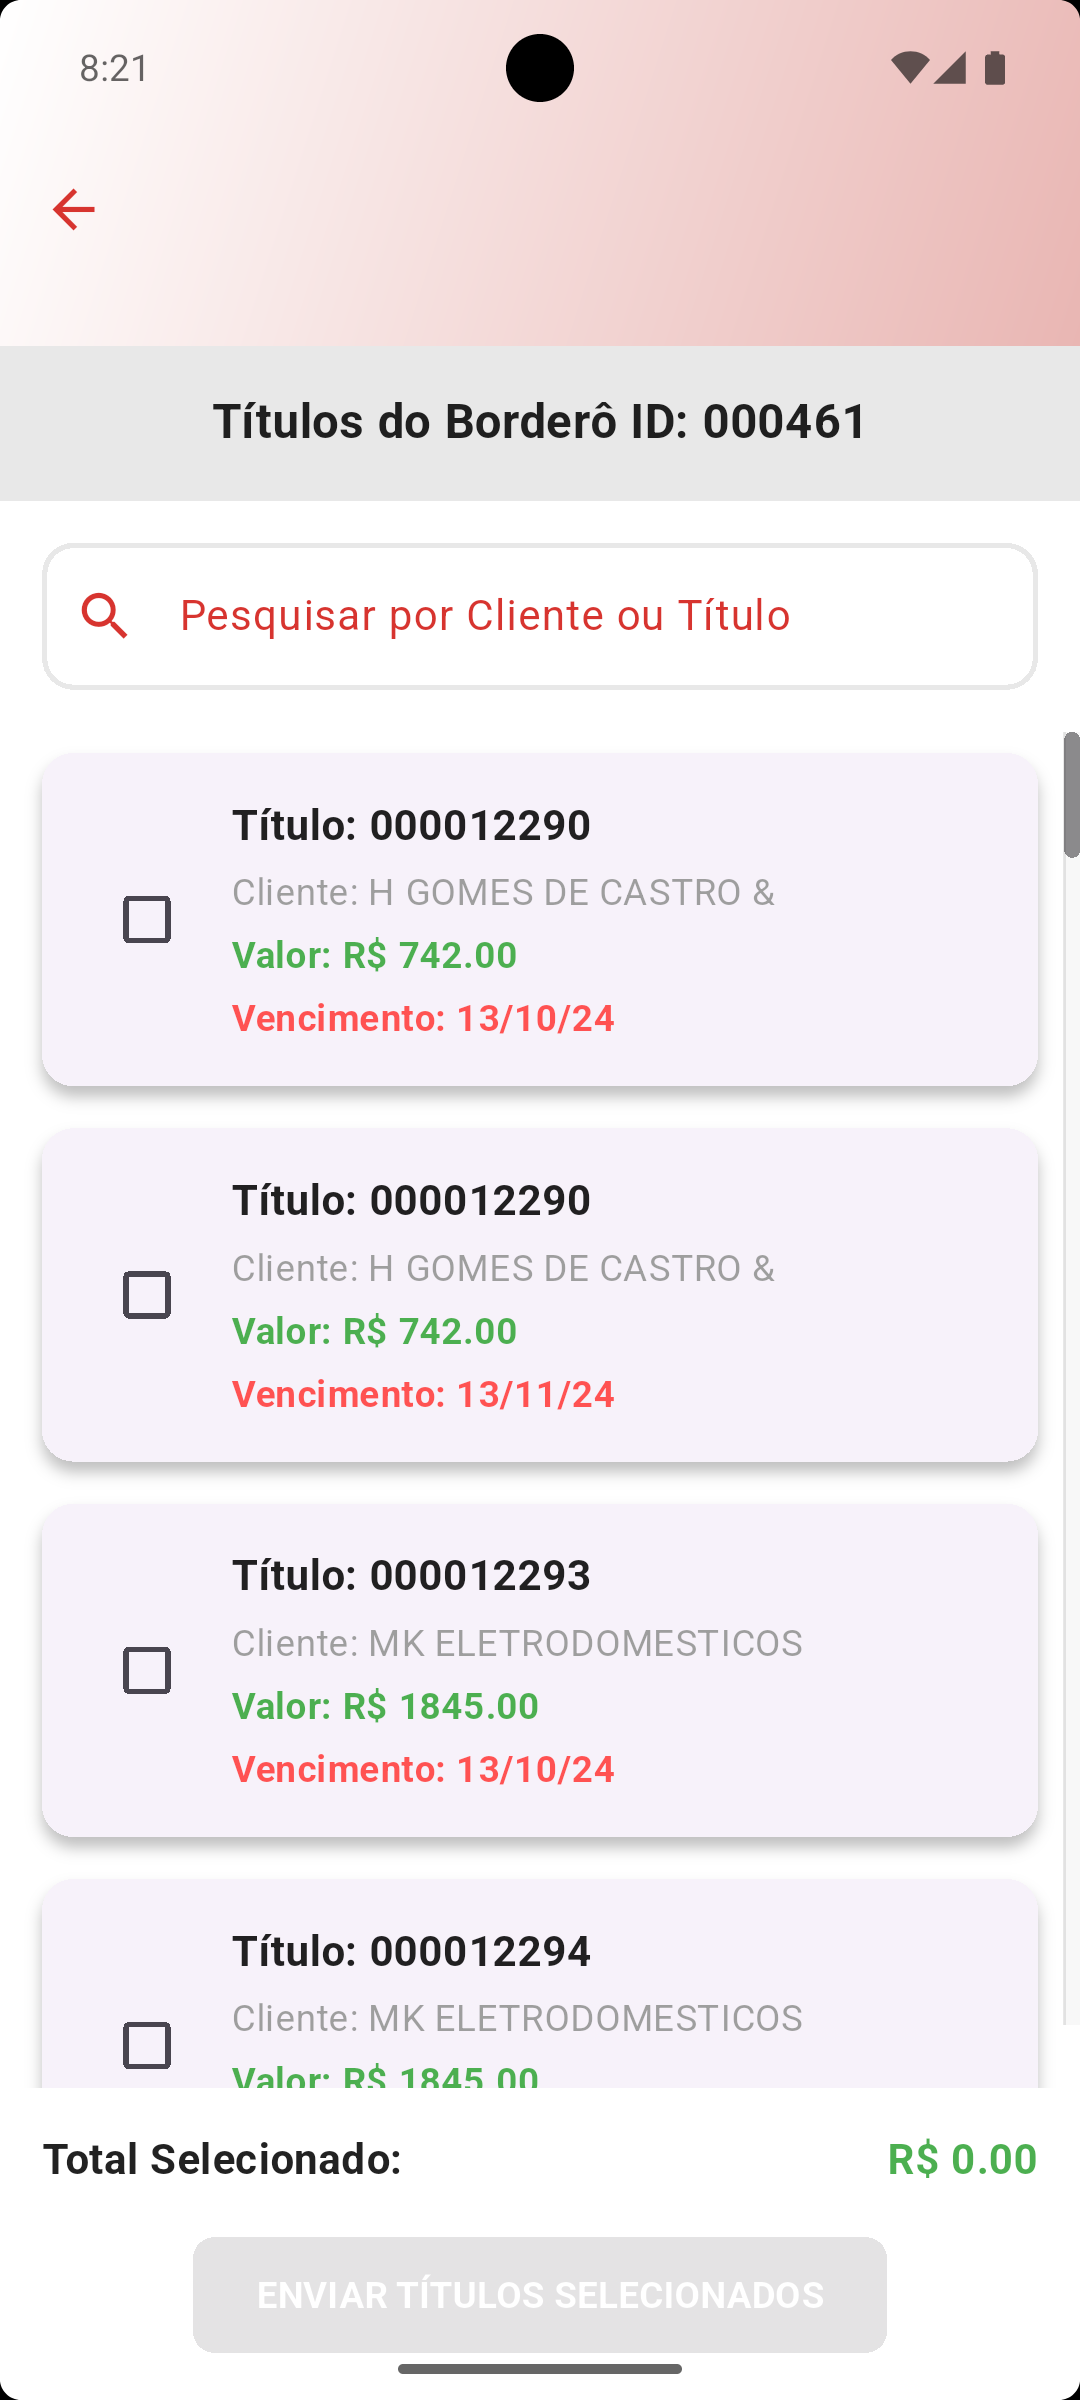 8:21
Títulos do Borderô ID: 000461
Pesquisar por Cliente ou Título
Título: 000012290
Cliente: H GOMES DE CASTRO &
Valor: R$ 742.00
Vencimento: 13/10/24
Título: 000012290
Cliente: H GOMES DE CASTRO &
Valor: R$ 742.00
Vencimento: 13/11/24
Título: 000012293
Cliente: MK ELETRODOMESTICOS
Valor: R$ 1845.00
Vencimento: 13/10/24
Título: 000012294
Cliente: MK ELETRODOMESTICOS
Valor: R$ 1845.00
Total Selecionado: R$ 0.00
ENVIAR TÍTULOS SELECIONADOS